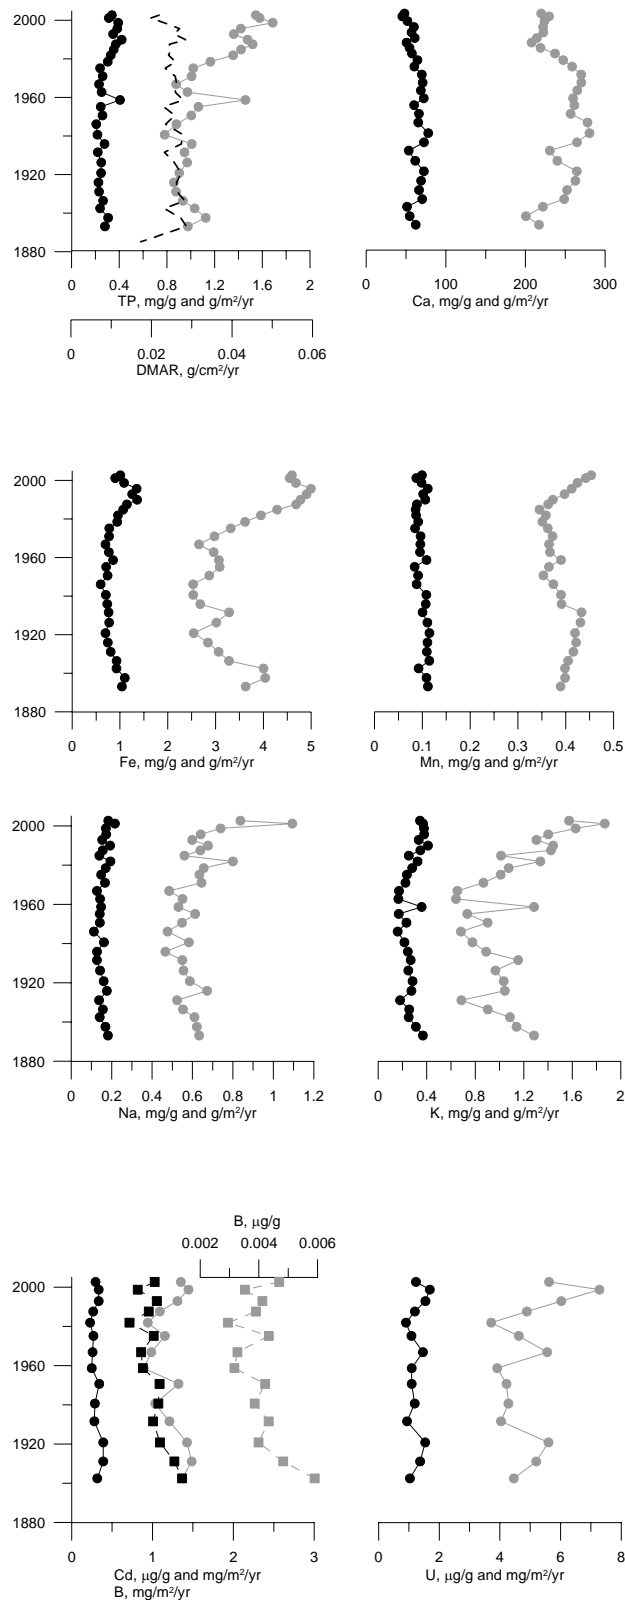 2000
1960
1920
1880
0 0.4 0.8 1.2 1.6 2
TP, mg/g and g/m²/yr
0 100 200 300
Ca, mg/g and g/m²/yr
0 0.02 0.04 0.06
DMAR, g/cm²/yr
2000
1960
1920
1880
0 1 2 3 4 5
Fe, mg/g and g/m²/yr
0 0.1 0.2 0.3 0.4 0.5
Mn, mg/g and g/m²/yr
2000
1960
1920
1880
0 0.2 0.4 0.6 0.8 1 1.2
Na, mg/g and g/m²/yr
0 0.4 0.8 1.2 1.6 2
K, mg/g and g/m²/yr
B, μg/g
0.002 0.004 0.006
2000
1960
1920
1880
0 1 2 3
Cd, μg/g and mg/m²/yr
B, mg/m²/yr
0 2 4 6 8
U, μg/g and mg/m²/yr